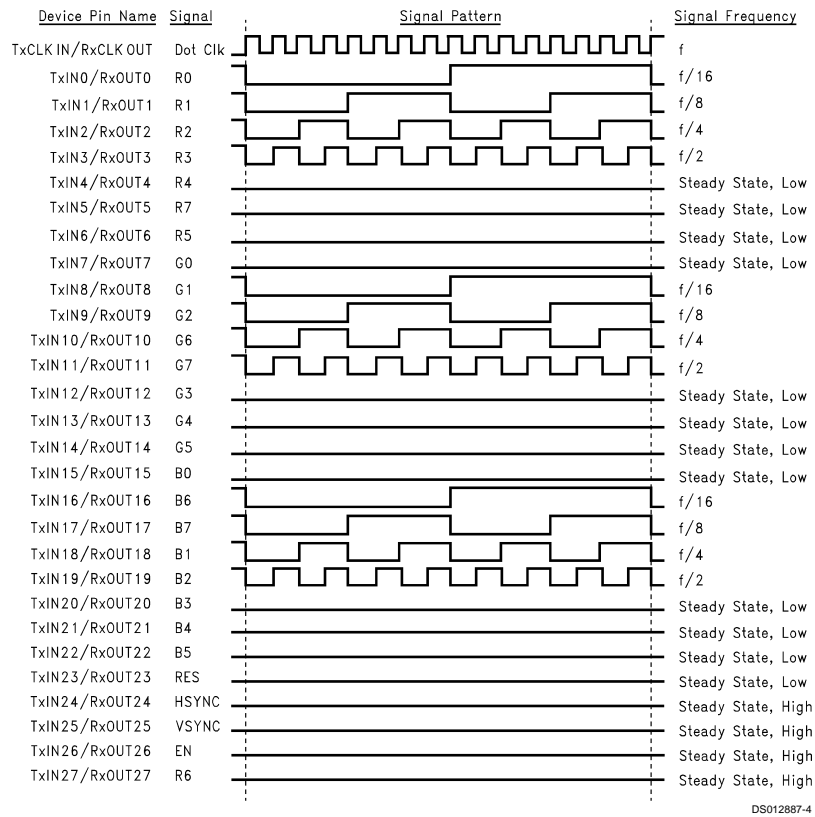 Device Pin Name Signal Signal Pattern Signal Frequency
TxCLK IN/RxCLK OUT Dot Clk f
TxIN0/RxOUT0 R0 f/16
TxIN1/RxOUT1 R1 f/8
TxIN2/RxOUT2 R2 f/4
TxIN3/RxOUT3 R3 f/2
TxIN4/RxOUT4 R4 Steady State, Low
TxIN5/RxOUT5 R7 Steady State, Low
TxIN6/RxOUT6 R5 Steady State, Low
TxIN7/RxOUT7 G0 Steady State, Low
TxIN8/RxOUT8 G1 f/16
TxIN9/RxOUT9 G2 f/8
TxIN10/RxOUT10 G6 f/4
TxIN11/RxOUT11 G7 f/2
TxIN12/RxOUT12 G3 Steady State, Low
TxIN13/RxOUT13 G4 Steady State, Low
TxIN14/RxOUT14 G5 Steady State, Low
TxIN15/RxOUT15 B0 Steady State, Low
TxIN16/RxOUT16 B6 f/16
TxIN17/RxOUT17 B7 f/8
TxIN18/RxOUT18 B1 f/4
TxIN19/RxOUT19 B2 f/2
TxIN20/RxOUT20 B3 Steady State, Low
TxIN21/RxOUT21 B4 Steady State, Low
TxIN22/RxOUT22 B5 Steady State, Low
TxIN23/RxOUT23 RES Steady State, Low
TxIN24/RxOUT24 HSYNC Steady State, High
TxIN25/RxOUT25 VSYNC Steady State, High
TxIN26/RxOUT26 EN Steady State, High
TxIN27/RxOUT27 R6 Steady State, High
DS012887-4